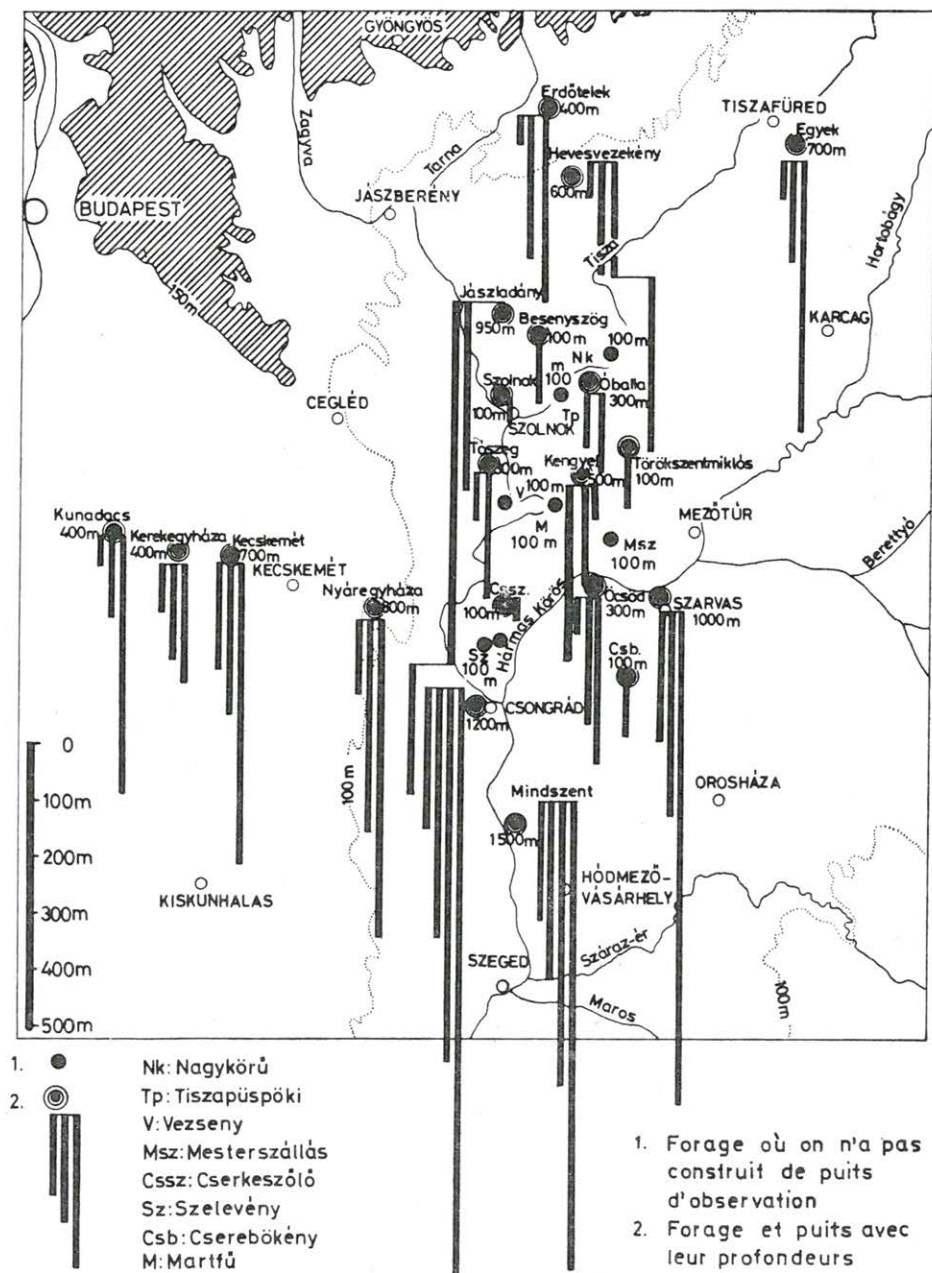 GYÖNGYÖS
Erdőtelek
400m
TISZAFÜRED
Egyek
700m
Zagyva
Tarna
Hevesvezekény
600m
JÁSZBERÉNY
BUDAPEST
Hortobágy
Tisza
150m
Jászladány
950m
Besenyszög
100m
100m
KARCAG
Nk
m
100
Szolnok
100m
Óballa
300m
CEGLÉD
SZOLNOK
Tp
Tószeg
300m
Kengyel
500m
100m
Törökszentmiklós
100m
V
M
100m
MEZŐTÚR
Kunadacs
400m
Kerekegyháza
400m
Kecskemét
700m
Msz
100m
Berettyó
KECSKEMÉT
Nyáregyháza
800m
Cssz.
100m
Hármas Körös
Öcsöd
300m
SZARVAS
1000m
Sz
100
m
Csb.
100m
CSONGRÁD
1200m
0
100m
OROSHÁZA
Mindszent
1500m
100m
200m
KISKUNHALAS
HÓDMEZŐ-
VÁSÁRHELY
300m
Száraz-ér
400m
SZEGED
100m
Maros
500m
1.
Nk: Nagykörű
2.
Tp: Tiszapüspöki
V: Vezseny
Msz: Mesterszállás
Cssz: Cserkeszőlő
Sz: Szelevény
Csb: Cserebökény
M: Martfű
1. Forage où on n'a pas
construit de puits
d'observation
2. Forage et puits avec
leur profondeurs